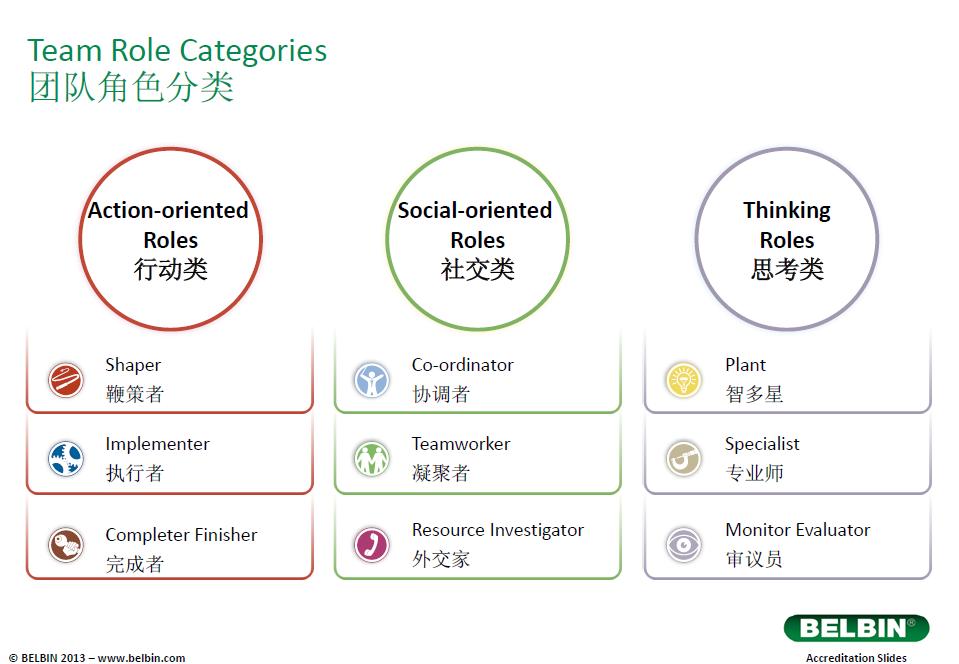 Team Role Categories
团队角色分类
Action-oriented
Roles
行动类
Social-oriented
Roles
社交类
Thinking
Roles
思考类
Shaper
鞭策者
Implementer
执行者
Completer Finisher
完成者
Co-ordinator
协调者
Teamworker
凝聚者
Resource Investigator
外交家
Plant
智多星
Specialist
专业师
Monitor Evaluator
审议员
BELBIN®
© BELBIN 2013 – www.belbin.com
Accreditation Slides